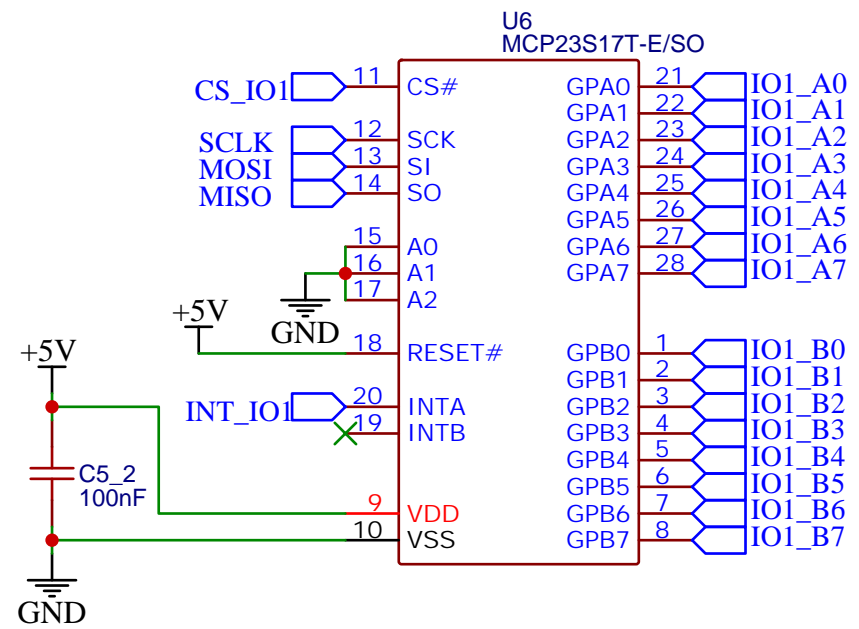 U6
MCP23S17T-E/SO
CS_IO1 11 CS# GPA0 21 IO1_A0
GPA1 22 IO1_A1
SCLK 12 SCK GPA2 23 IO1_A2
MOSI 13 SI GPA3 24 IO1_A3
MISO 14 SO GPA4 25 IO1_A4
GPA5 26 IO1_A5
15 A0 GPA6 27 IO1_A6
16 A1 GPA7 28 IO1_A7
17 A2
+5V
GND
18 RESET# GPB0 1 IO1_B0
+5V
GPB1 2 IO1_B1
INT_IO1 20 INTA GPB2 3 IO1_B2
19 INTB GPB3 4 IO1_B3
GPB4 5 IO1_B4
C5_2
100nF
GPB5 6 IO1_B5
9 VDD GPB6 7 IO1_B6
10 VSS GPB7 8 IO1_B7
GND